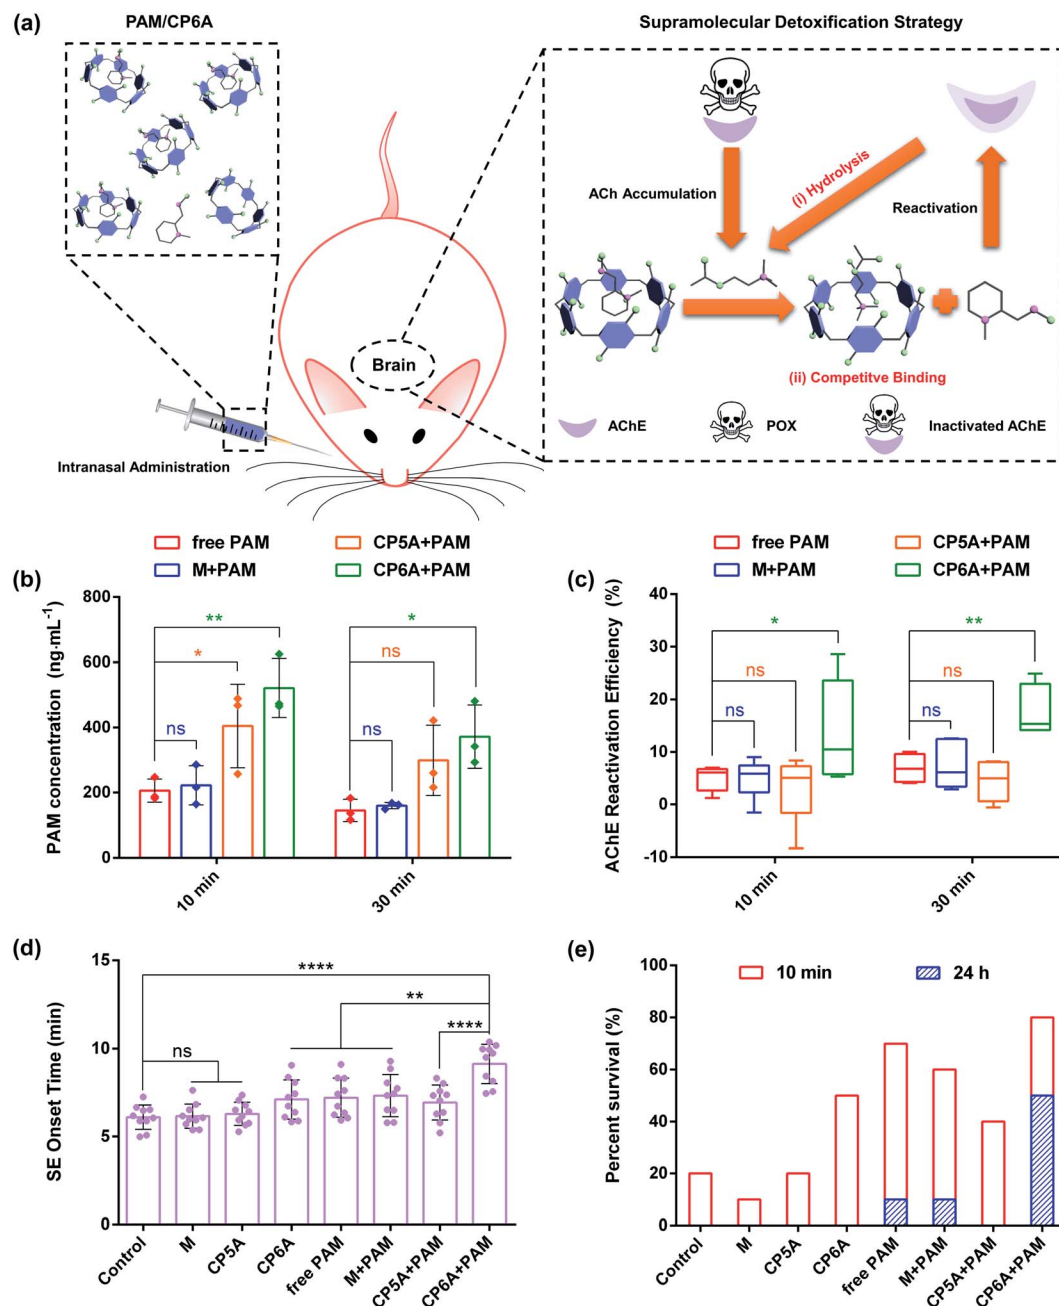 (a)
PAM/CP6A
Supramolecular Detoxification Strategy
ACh Accumulation
(i) Hydrolysis
Reactivation
Brain
(ii) Competitve Binding
AChE
POX
Inactivated AChE
Intranasal Administration
(b)
free PAM
CP5A+PAM
M+PAM
CP6A+PAM
PAM concentration (ng·mL⁻¹)
800
600
400
200
0
**
*
ns
*
ns
ns
10 min
30 min
(c)
free PAM
CP5A+PAM
M+PAM
CP6A+PAM
AChE Reactivation Efficiency (%)
40
30
20
10
0
-10
*
ns
ns
**
ns
ns
10 min
30 min
(d)
SE Onset Time (min)
15
10
5
0
****
**
****
ns
Control
M
CP5A
CP6A
free PAM
M+PAM
CP5A+PAM
CP6A+PAM
(e)
10 min
24 h
Percent survival (%)
100
80
60
40
20
0
Control
M
CP5A
CP6A
free PAM
M+PAM
CP5A+PAM
CP6A+PAM